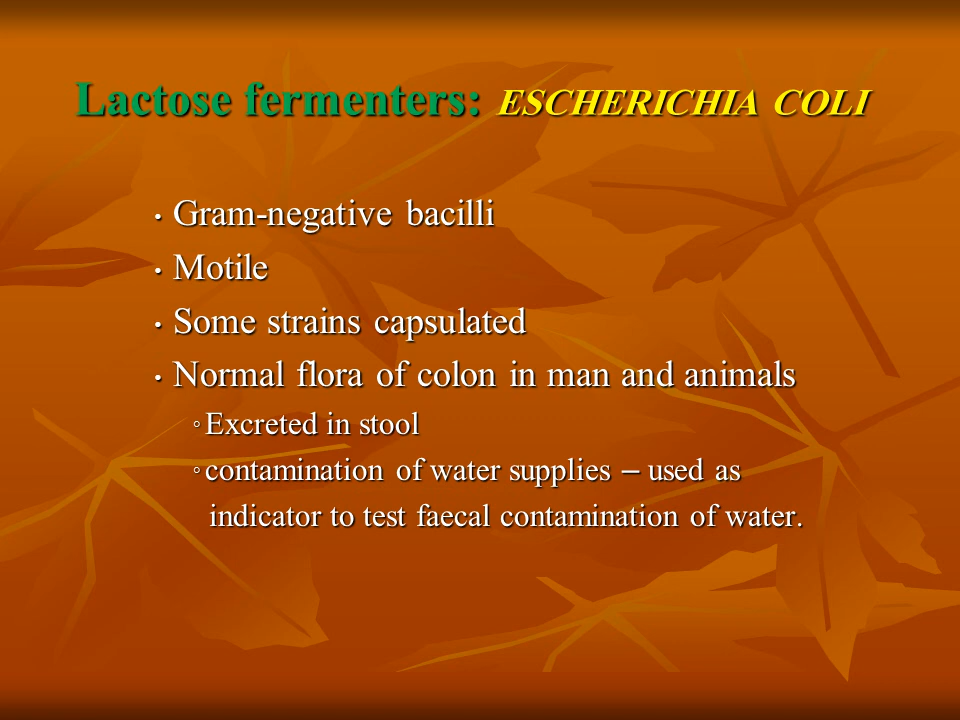 Lactose fermenters: ESCHERICHIA COLI
• Gram-negative bacilli
• Motile
• Some strains capsulated
• Normal flora of colon in man and animals
◦ Excreted in stool
◦ contamination of water supplies – used as
indicator to test faecal contamination of water.